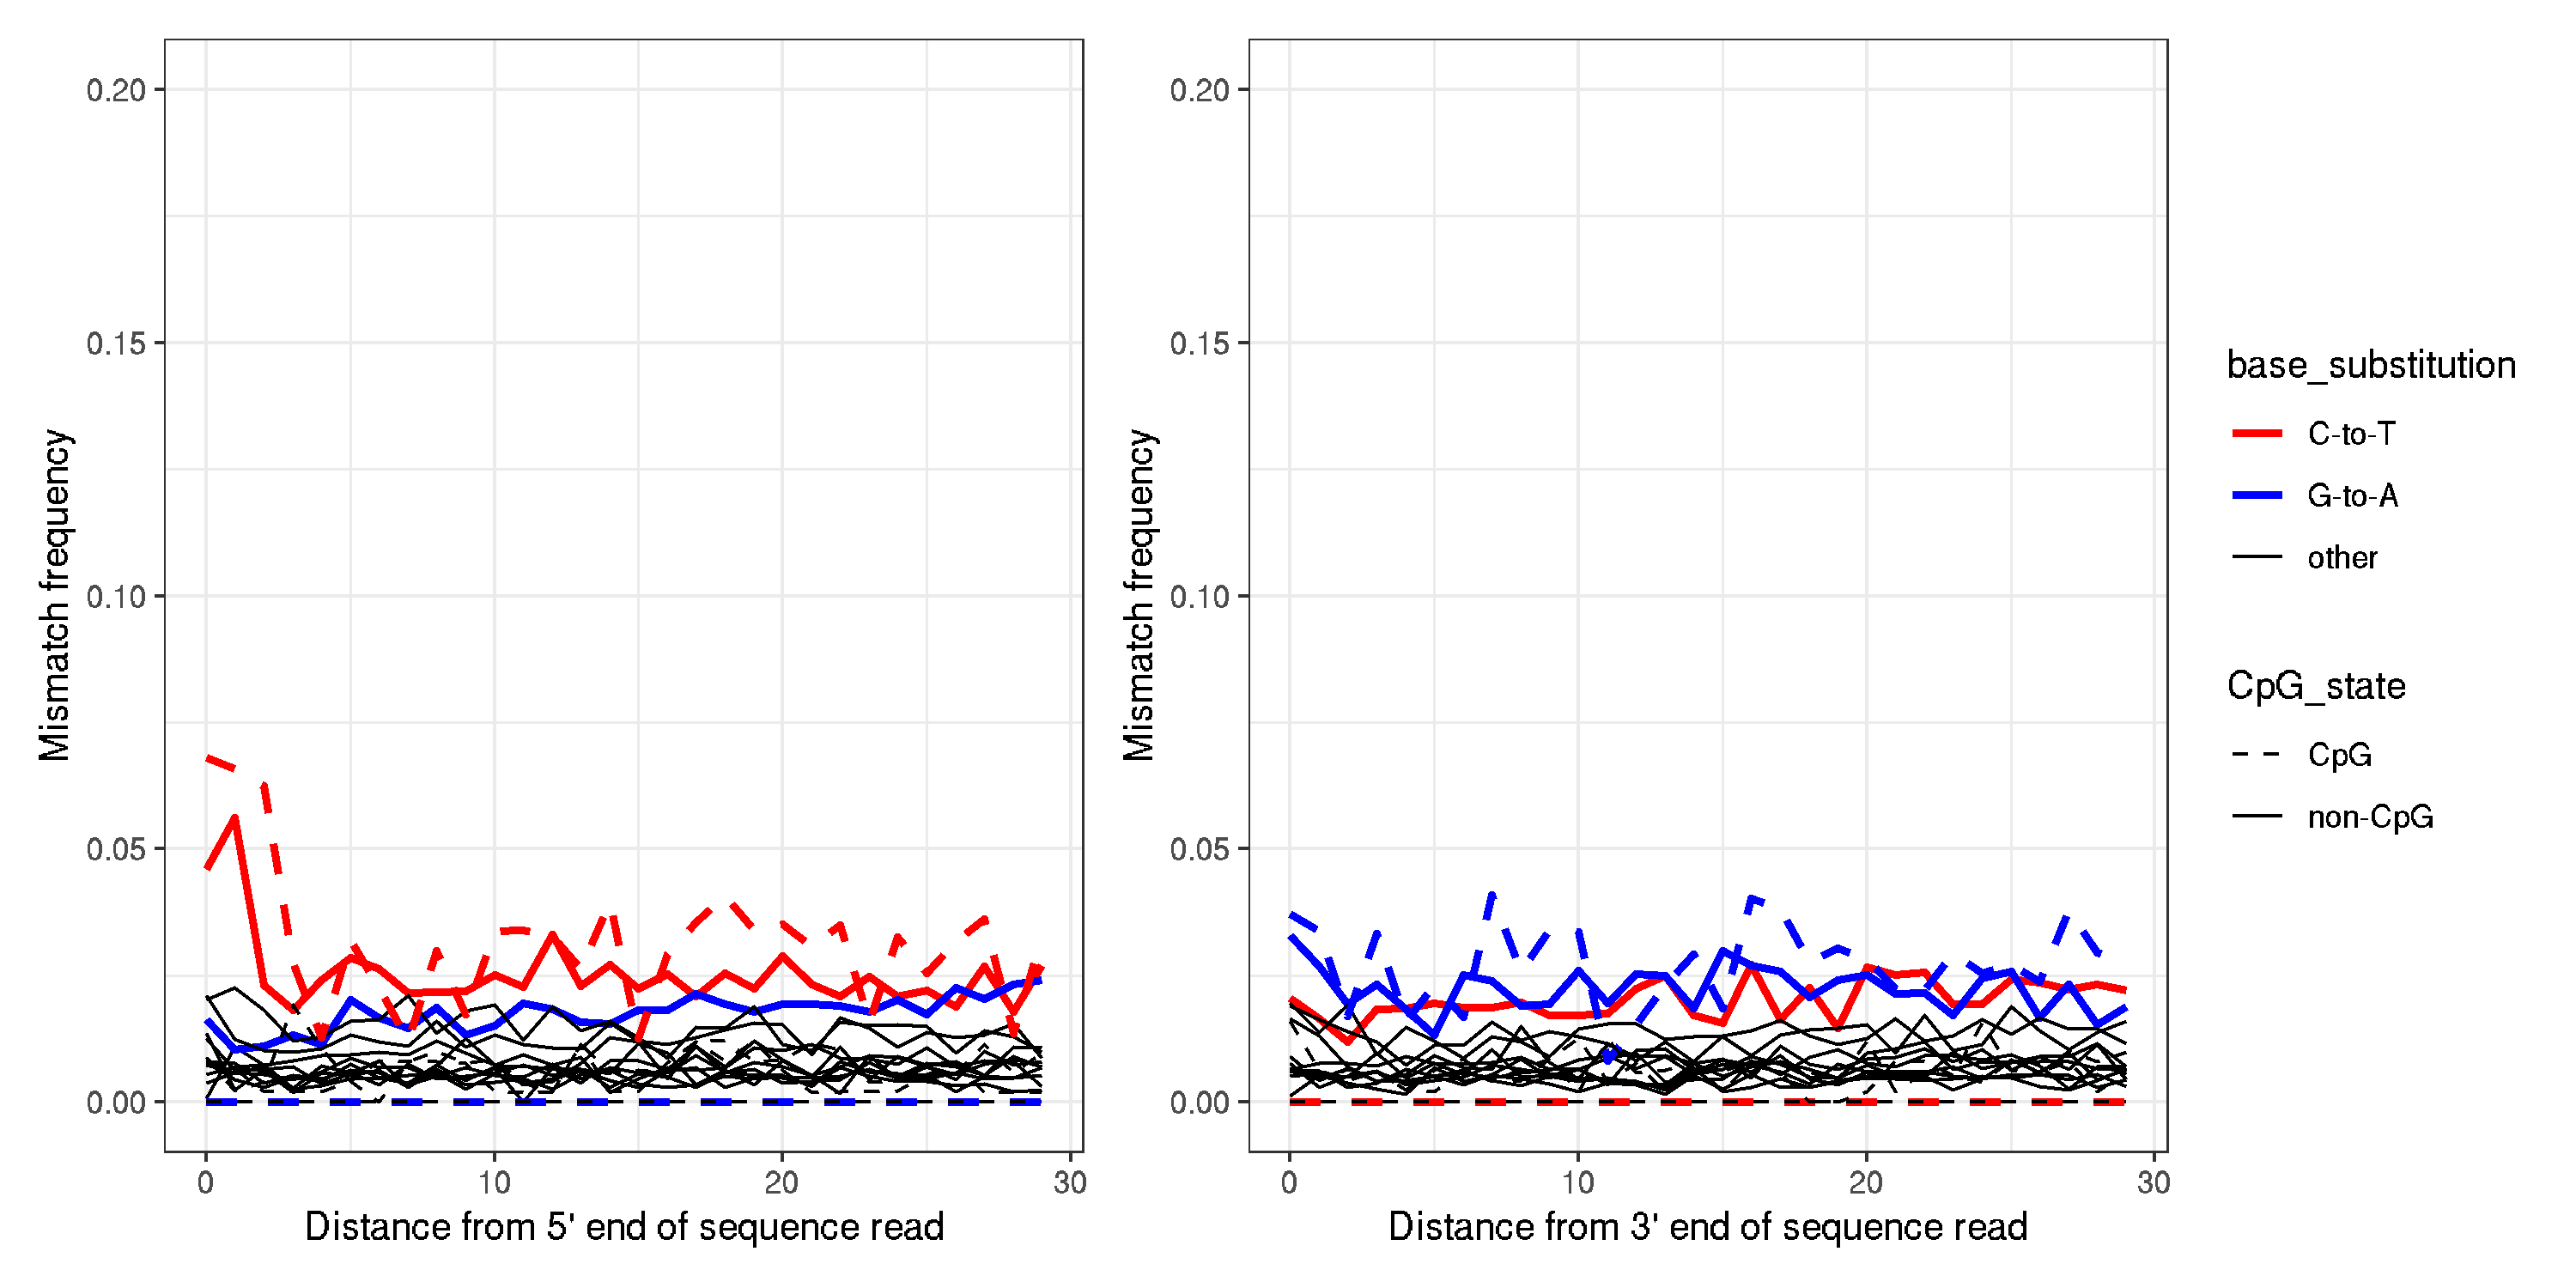 0.20
0.15
0.10
0.05
0.00
Mismatch frequency
0
10
20
30
Distance from 5' end of sequence read
0.20
0.15
0.10
0.05
0.00
Mismatch frequency
0
10
20
30
Distance from 3' end of sequence read
base_substitution
C-to-T
G-to-A
other
CpG_state
CpG
non-CpG